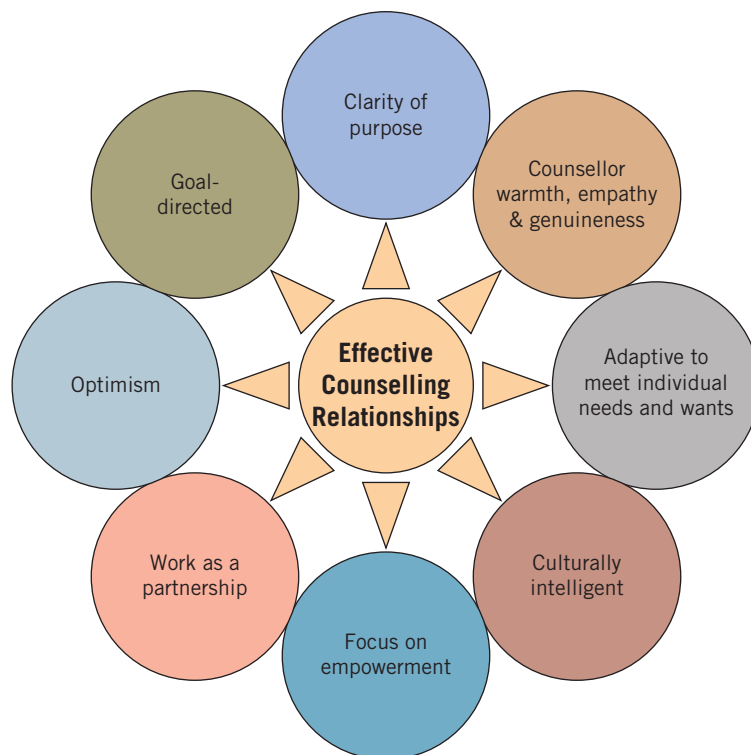 Clarity of
purpose
Counsellor
warmth, empathy
& genuineness
Adaptive to
meet individual
needs and wants
Culturally
intelligent
Focus on
empowerment
Work as a
partnership
Optimism
Goal-
directed
Effective
Counselling
Relationships